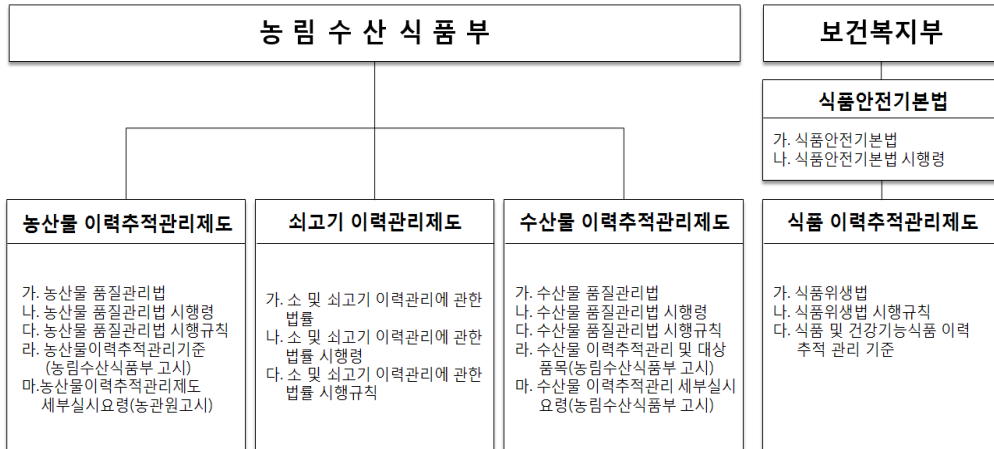 농 림 수 산 식 품 부
보건복지부
식품안전기본법
가. 식품안전기본법
나. 식품안전기본법 시행령
농산물 이력추적관리제도
가. 농산물 품질관리법
나. 농산물 품질관리법 시행령
다. 농산물 품질관리법 시행규칙
라. 농산물이력추적관리기준
(농림수산식품부 고시)
마.농산물이력추적관리제도
세부실시요령(농관원고시)
쇠고기 이력관리제도
가. 소 및 쇠고기 이력관리에 관한
법률
나. 소 및 쇠고기 이력관리에 관한
법률 시행령
다. 소 및 쇠고기 이력관리에 관한
법률 시행규칙
수산물 이력추적관리제도
가. 수산물 품질관리법
나. 수산물 품질관리법 시행령
다. 수산물 품질관리법 시행규칙
라. 수산물 이력추적관리 및 대상
품목(농림수산식품부 고시)
마. 수산물 이력추적관리 세부실시
요령(농림수산식품부 고시)
식품 이력추적관리제도
가. 식품위생법
나. 식품위생법 시행규칙
다. 식품 및 건강기능식품 이력
추적 관리 기준